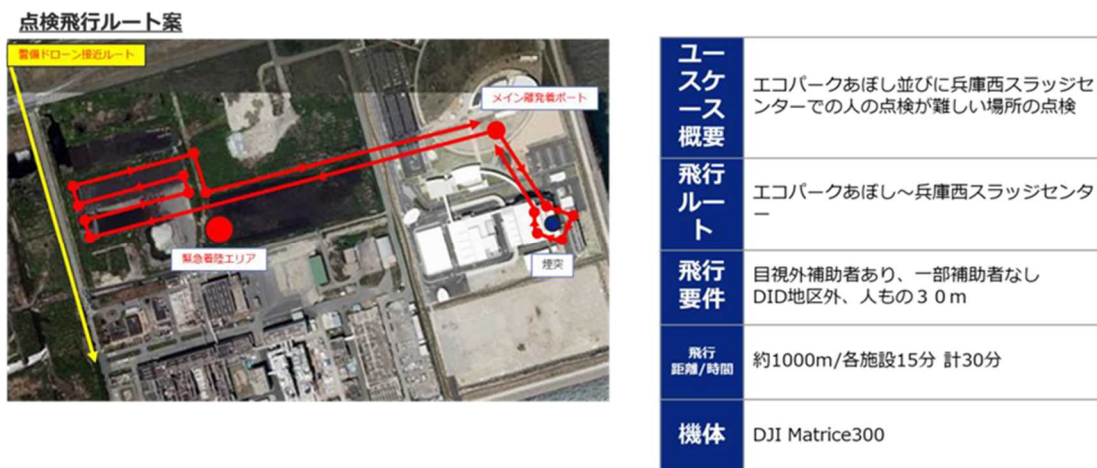 点検飛行ルート案
警備ドローン接近ルート
メイン離発着ポート
緊急着陸エリア
煙突
ユー
スケ
ース
概要
エコパークあぼし並びに兵庫西スラッジセ
ンターでの人の点検が難しい場所の点検
飛行
ルー
ト
エコパークあぼし～兵庫西スラッジセンタ
ー
飛行
要件
目視外補助者あり、一部補助者なし
DID地区外、人もの３０ｍ
飛行
距離/時間
約1000m/各施設15分 計30分
機体
DJI Matrice300